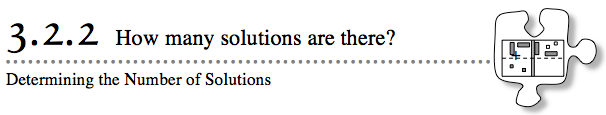 3.2.2 How many solutions are there?
Determining the Number of Solutions